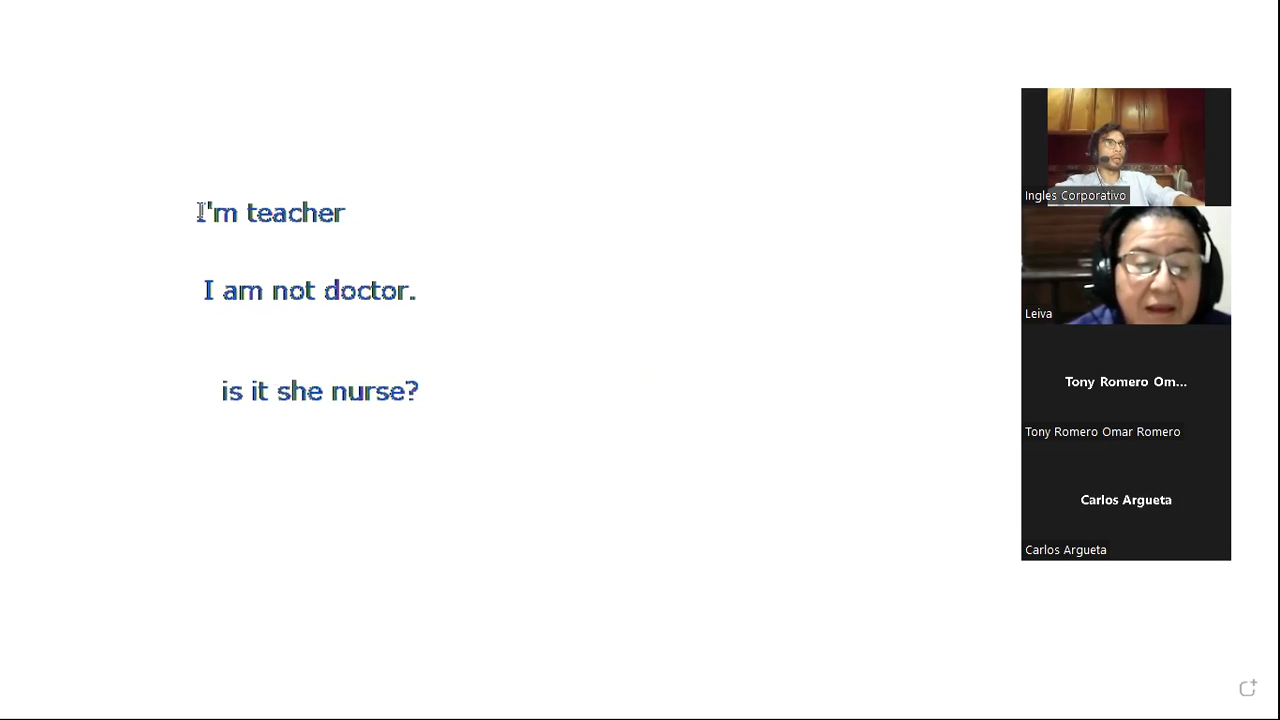 I'm teacher
I am not doctor.
is it she nurse?
Ingles Corporativo
Leiva
Tony Romero Om...
Tony Romero Omar Romero
Carlos Argueta
Carlos Argueta